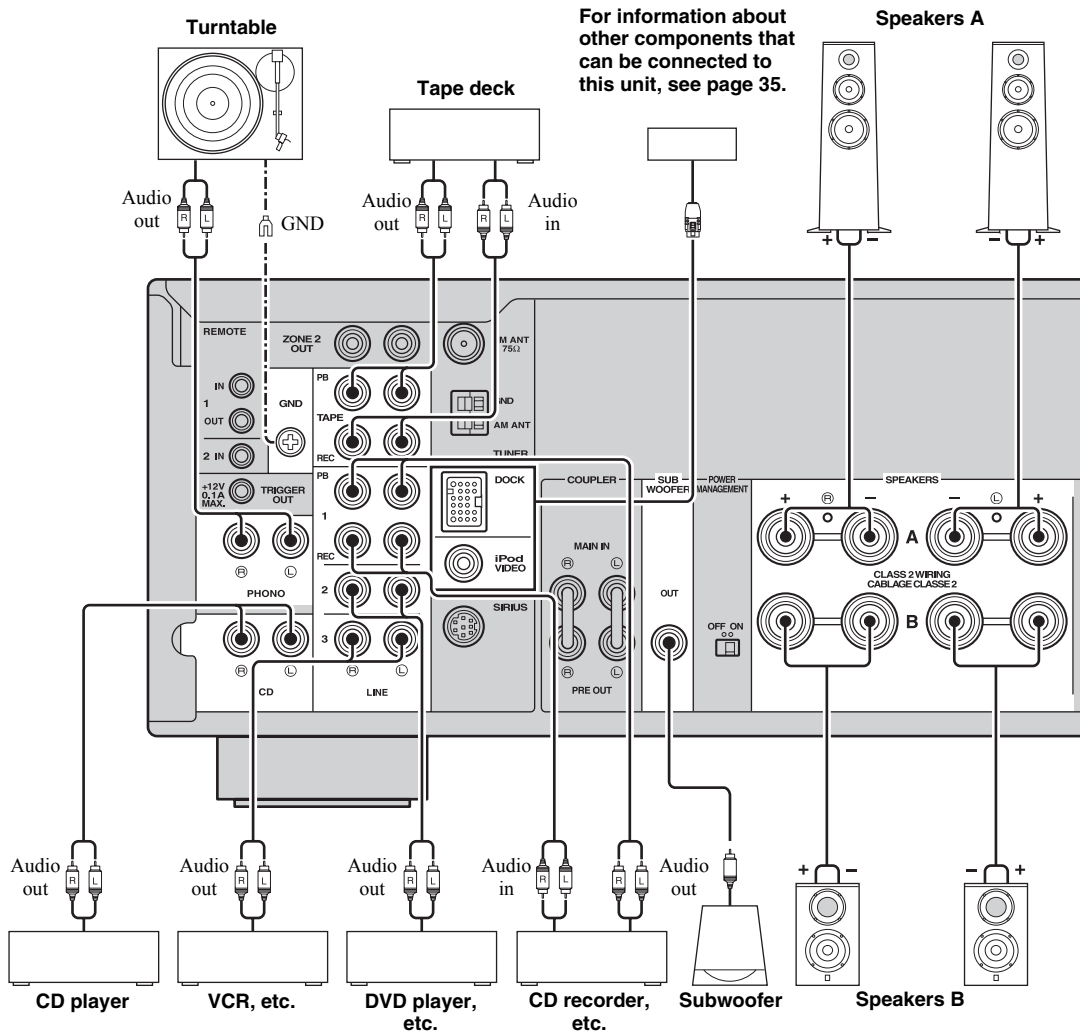 Turntable
For information about
other components that
can be connected to
this unit, see page 35.
Speakers A
Tape deck
Audio
out
R
L
GND
Audio
out
R
L
R
L
Audio
in
+
–
–
+
REMOTE
ZONE 2
OUT
M ANT
75Ω
IN
1
OUT
2 IN
GND
PB
TAPE
REC
GND
AM ANT
TUNER
+12V
0.1A
MAX.
TRIGGER
OUT
PB
1
REC
DOCK
iPod
VIDEO
COUPLER
SUB
WOOFER
POWER
MANAGEMENT
SPEAKERS
+
R
–
–
L
+
A
CLASS 2 WIRING
CABLAGE CLASSE 2
B
MAIN IN
R
L
OUT
OFF ON
R
L
PHONO
2
3
SIRIUS
R
L
CD
R
L
LINE
R
L
PRE OUT
Audio
out
R
L
Audio
out
R
L
Audio
out
R
L
Audio
in
R
L
R
L
Audio
out
+
–
–
+
CD player
VCR, etc.
DVD player,
etc.
CD recorder,
etc.
Subwoofer
Speakers B